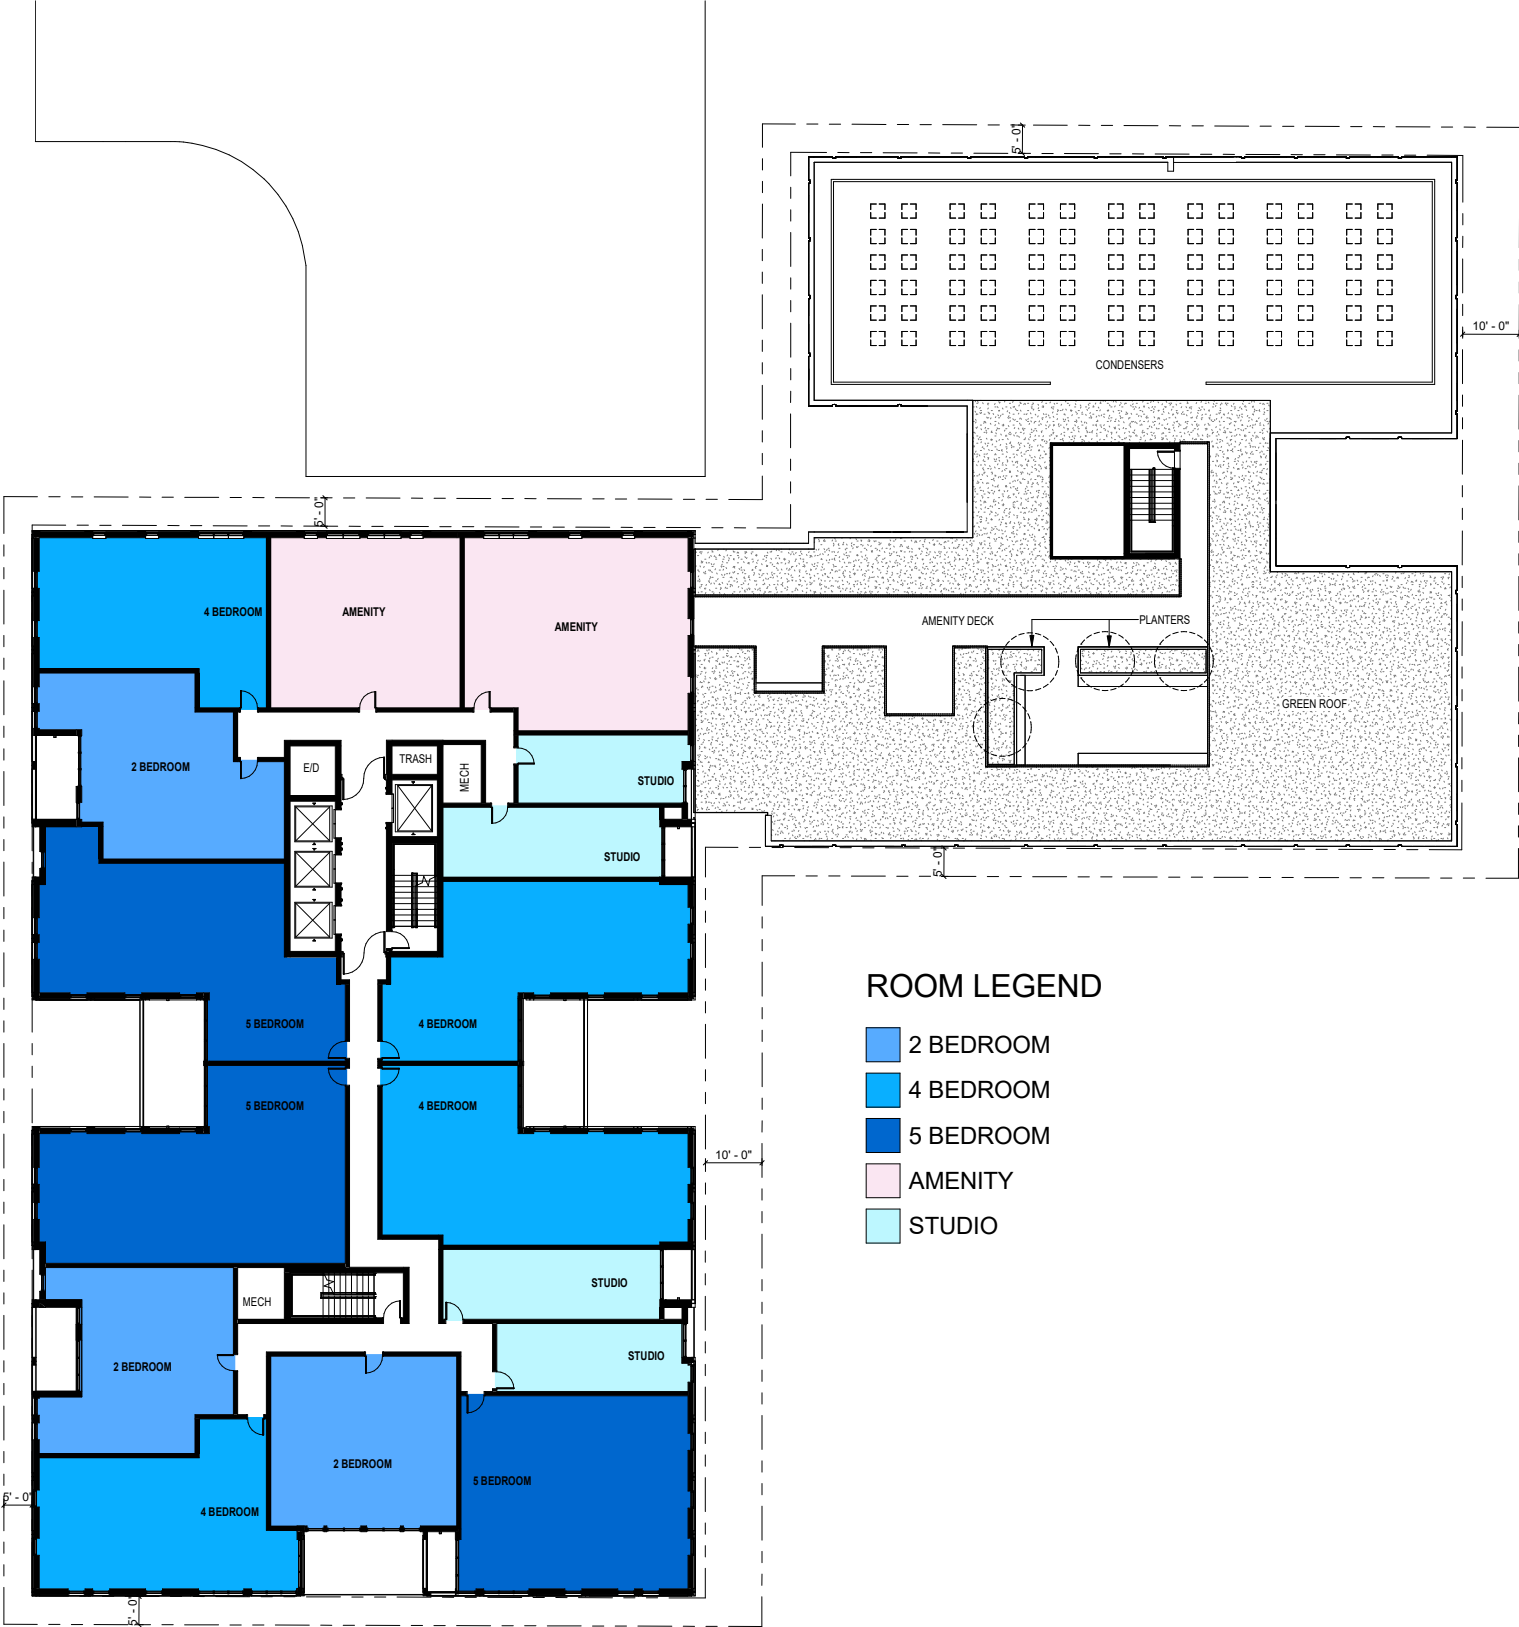 5' - 0"
10' - 0"
CONDENSERS
5' - 0"
4 BEDROOM
AMENITY
AMENITY
AMENITY DECK
PLANTERS
GREEN ROOF
2 BEDROOM
E/D
TRASH
MECH
STUDIO
STUDIO
5' - 0"
ROOM LEGEND
2 BEDROOM
4 BEDROOM
5 BEDROOM
AMENITY
STUDIO
5 BEDROOM
4 BEDROOM
5 BEDROOM
4 BEDROOM
10' - 0"
STUDIO
MECH
STUDIO
2 BEDROOM
2 BEDROOM
5 BEDROOM
4 BEDROOM
5' - 0"
5' - 0"